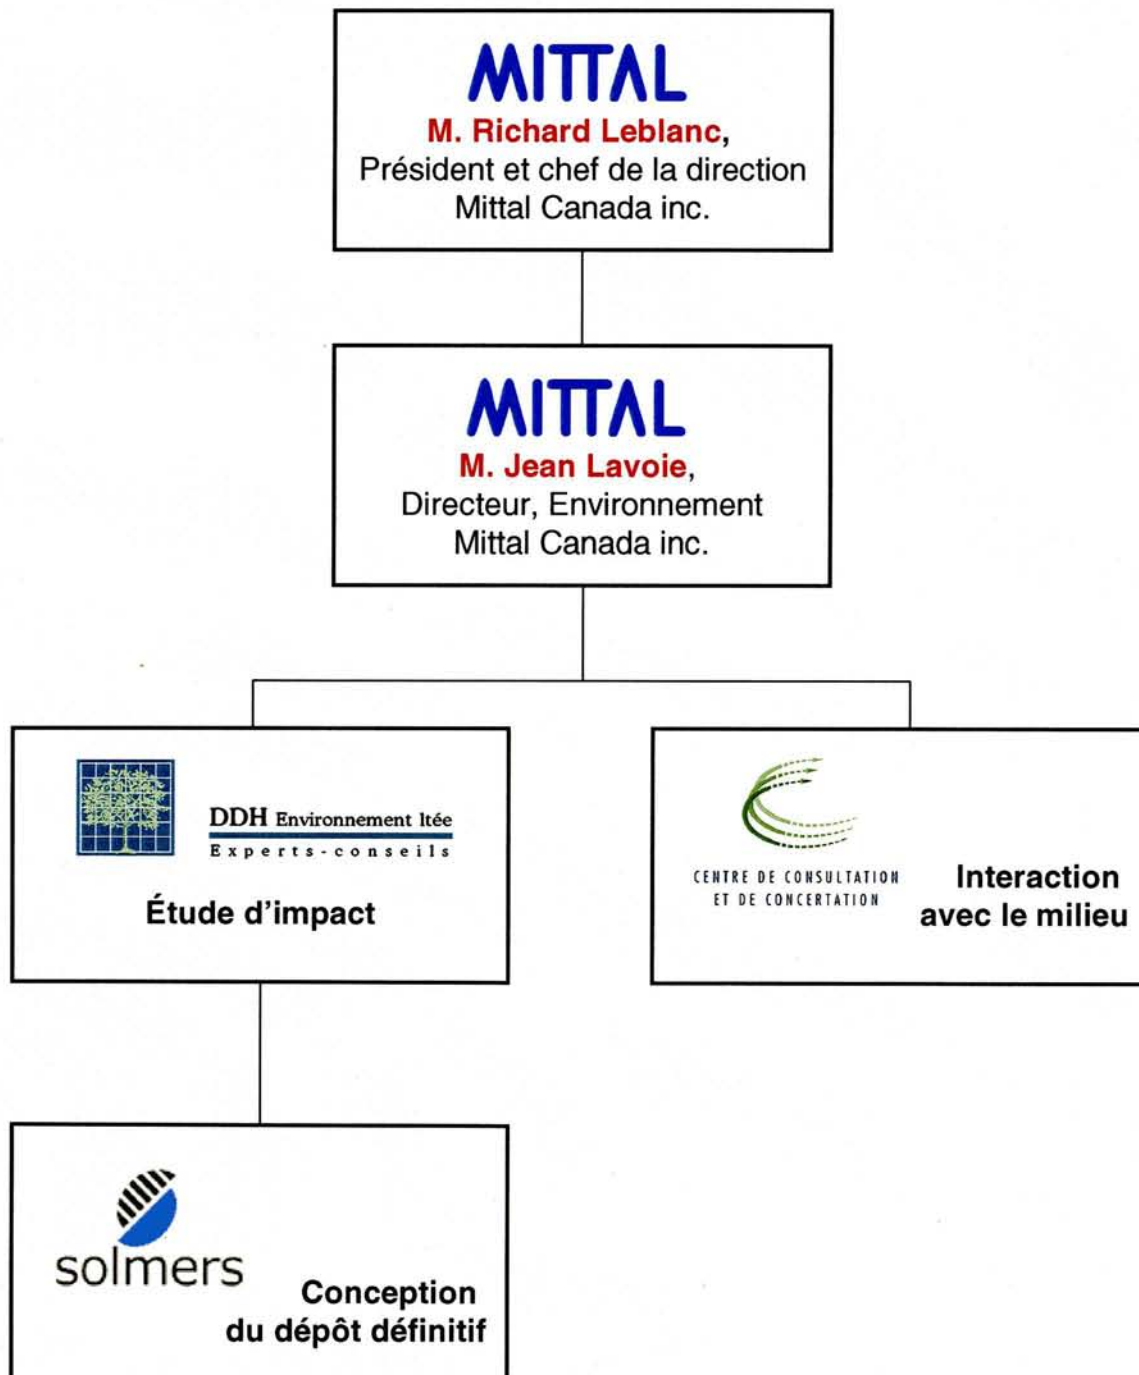 MITTAL
M. Richard Leblanc,
Président et chef de la direction
Mittal Canada inc.
MITTAL
M. Jean Lavoie,
Directeur, Environnement
Mittal Canada inc.
DDH Environnement ltée
Experts-conseils
Étude d'impact
CENTRE DE CONSULTATION
ET DE CONCERTATION
Interaction
avec le milieu
solmers
Conception
du dépôt définitif